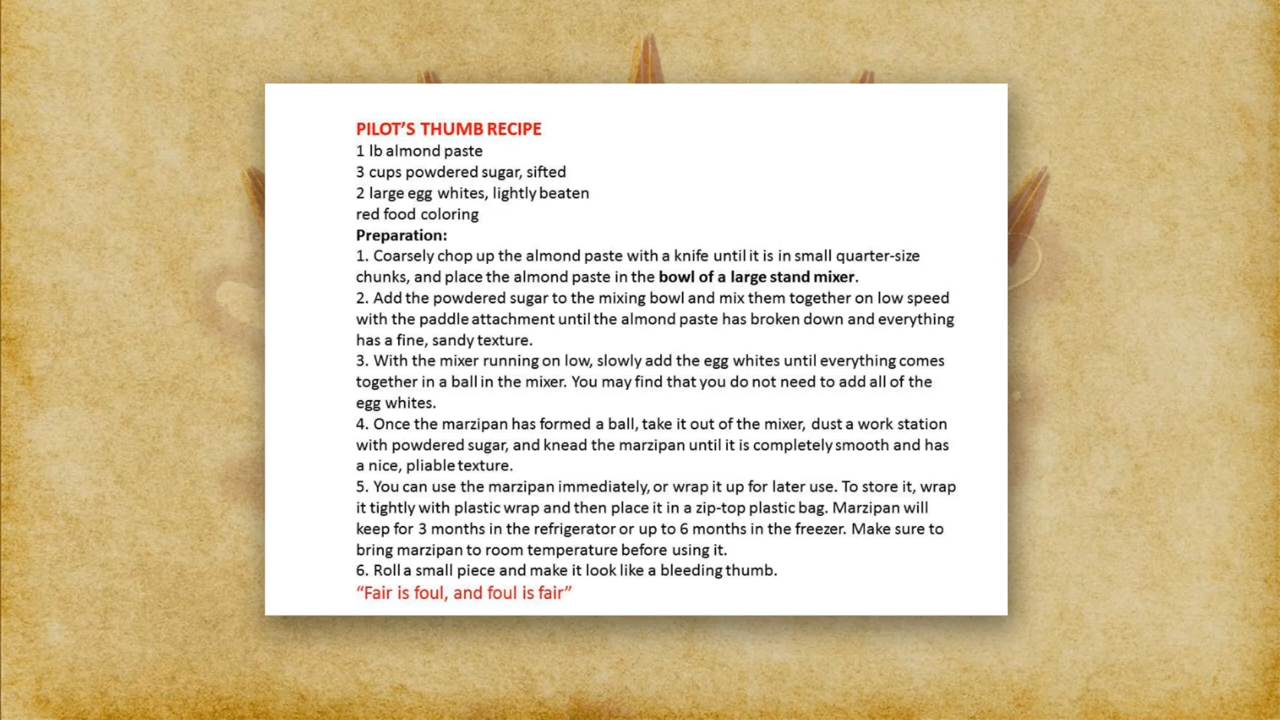 PILOT'S THUMB RECIPE
1 lb almond paste
3 cups powdered sugar, sifted
2 large egg whites, lightly beaten
red food coloring
Preparation:
1. Coarsely chop up the almond paste with a knife until it is in small quarter-size
chunks, and place the almond paste in the bowl of a large stand mixer.
2. Add the powdered sugar to the mixing bowl and mix them together on low speed
with the paddle attachment until the almond paste has broken down and everything
has a fine, sandy texture.
3. With the mixer running on low, slowly add the egg whites until everything comes
together in a ball in the mixer. You may find that you do not need to add all of the
egg whites.
4. Once the marzipan has formed a ball, take it out of the mixer, dust a work station
with powdered sugar, and knead the marzipan until it is completely smooth and has
a nice, pliable texture.
5. You can use the marzipan immediately, or wrap it up for later use. To store it, wrap
it tightly with plastic wrap and then place it in a zip-top plastic bag. Marzipan will
keep for 3 months in the refrigerator or up to 6 months in the freezer. Make sure to
bring marzipan to room temperature before using it.
6. Roll a small piece and make it look like a bleeding thumb.
“Fair is foul, and foul is fair”